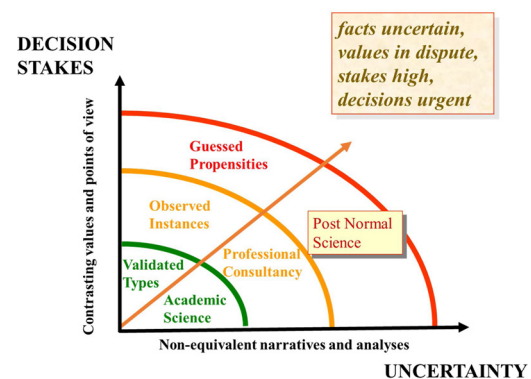 DECISION
STAKES
facts uncertain,
values in dispute,
stakes high,
decisions urgent
Contrasting values and points of view
Guessed
Propensities
Observed
Instances
Post Normal
Science
Professional
Consultancy
Validated
Types
Academic
Science
Non-equivalent narratives and analyses
UNCERTAINTY